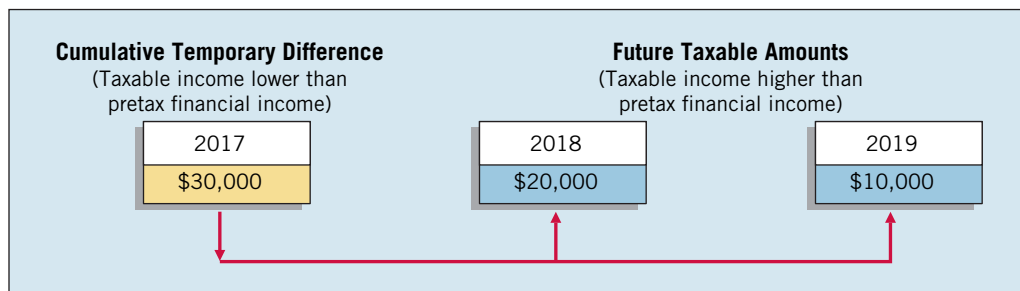 Cumulative Temporary Difference
(Taxable income lower than
pretax financial income)
Future Taxable Amounts
(Taxable income higher than
pretax financial income)
2017
$30,000
2018
$20,000
2019
$10,000